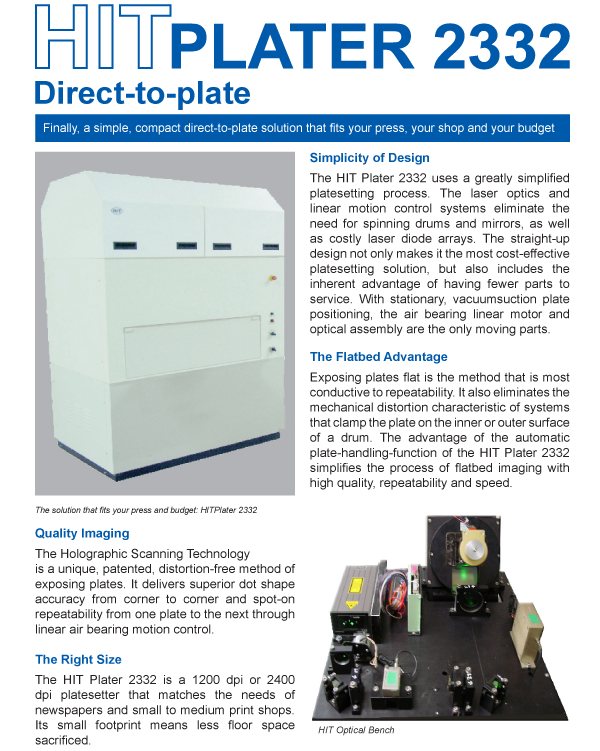 HITPLATER 2332
Direct-to-plate
Finally, a simple, compact direct-to-plate solution that fits your press, your shop and your budget
HIT
The solution that fits your press and budget: HITPlater 2332
Quality Imaging
The Holographic Scanning Technology
is a unique, patented, distortion-free method of
exposing plates. It delivers superior dot shape
accuracy from corner to corner and spot-on
repeatability from one plate to the next through
linear air bearing motion control.
The Right Size
The HIT Plater 2332 is a 1200 dpi or 2400
dpi platesetter that matches the needs of
newspapers and small to medium print shops.
Its small footprint means less floor space
sacrificed.
Simplicity of Design
The HIT Plater 2332 uses a greatly simplified
platesetting process. The laser optics and
linear motion control systems eliminate the
need for spinning drums and mirrors, as well
as costly laser diode arrays. The straight-up
design not only makes it the most cost-effective
platesetting solution, but also includes the
inherent advantage of having fewer parts to
service. With stationary, vacuumsuction plate
positioning, the air bearing linear motor and
optical assembly are the only moving parts.
The Flatbed Advantage
Exposing plates flat is the method that is most
conductive to repeatability. It also eliminates the
mechanical distortion characteristic of systems
that clamp the plate on the inner or outer surface
of a drum. The advantage of the automatic
plate-handling-function of the HIT Plater 2332
simplifies the process of flatbed imaging with
high quality, repeatability and speed.
HIT Optical Bench